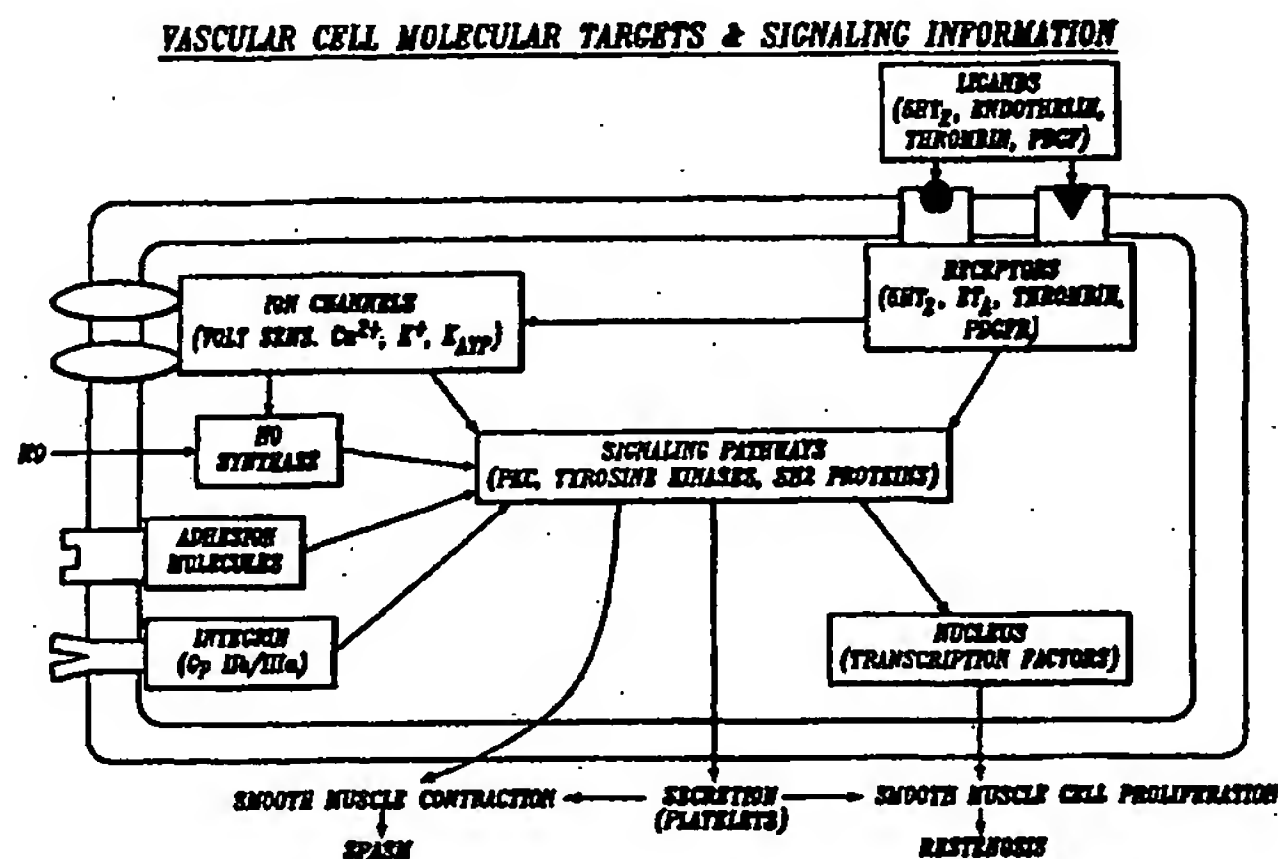 VASCULAR CELL MOLECULAR TARGETS & SIGNALING INFORMATION
LIGANDS
(5HT2, ENDOTHELIN,
THROMBIN, PDGF)
RECEPTORS
(5HT2, ETA, THROMBIN,
PDGFR)
ION CHANNELS
(VOLT SENS. Ca2+, K+, KATP)
NO
NO
SYNTHASE
SIGNALING PATHWAYS
(PKC, TYROSINE KINASES, SH2 PROTEINS)
ADHESION
MOLECULES
INTEGRIN
(Gp IIb/IIIa)
NUCLEUS
(TRANSCRIPTION FACTORS)
SMOOTH MUSCLE CONTRACTION
SECRETION
(PLATELETS)
SMOOTH MUSCLE CELL PROLIFERATION
SPASM
RESTENOSIS